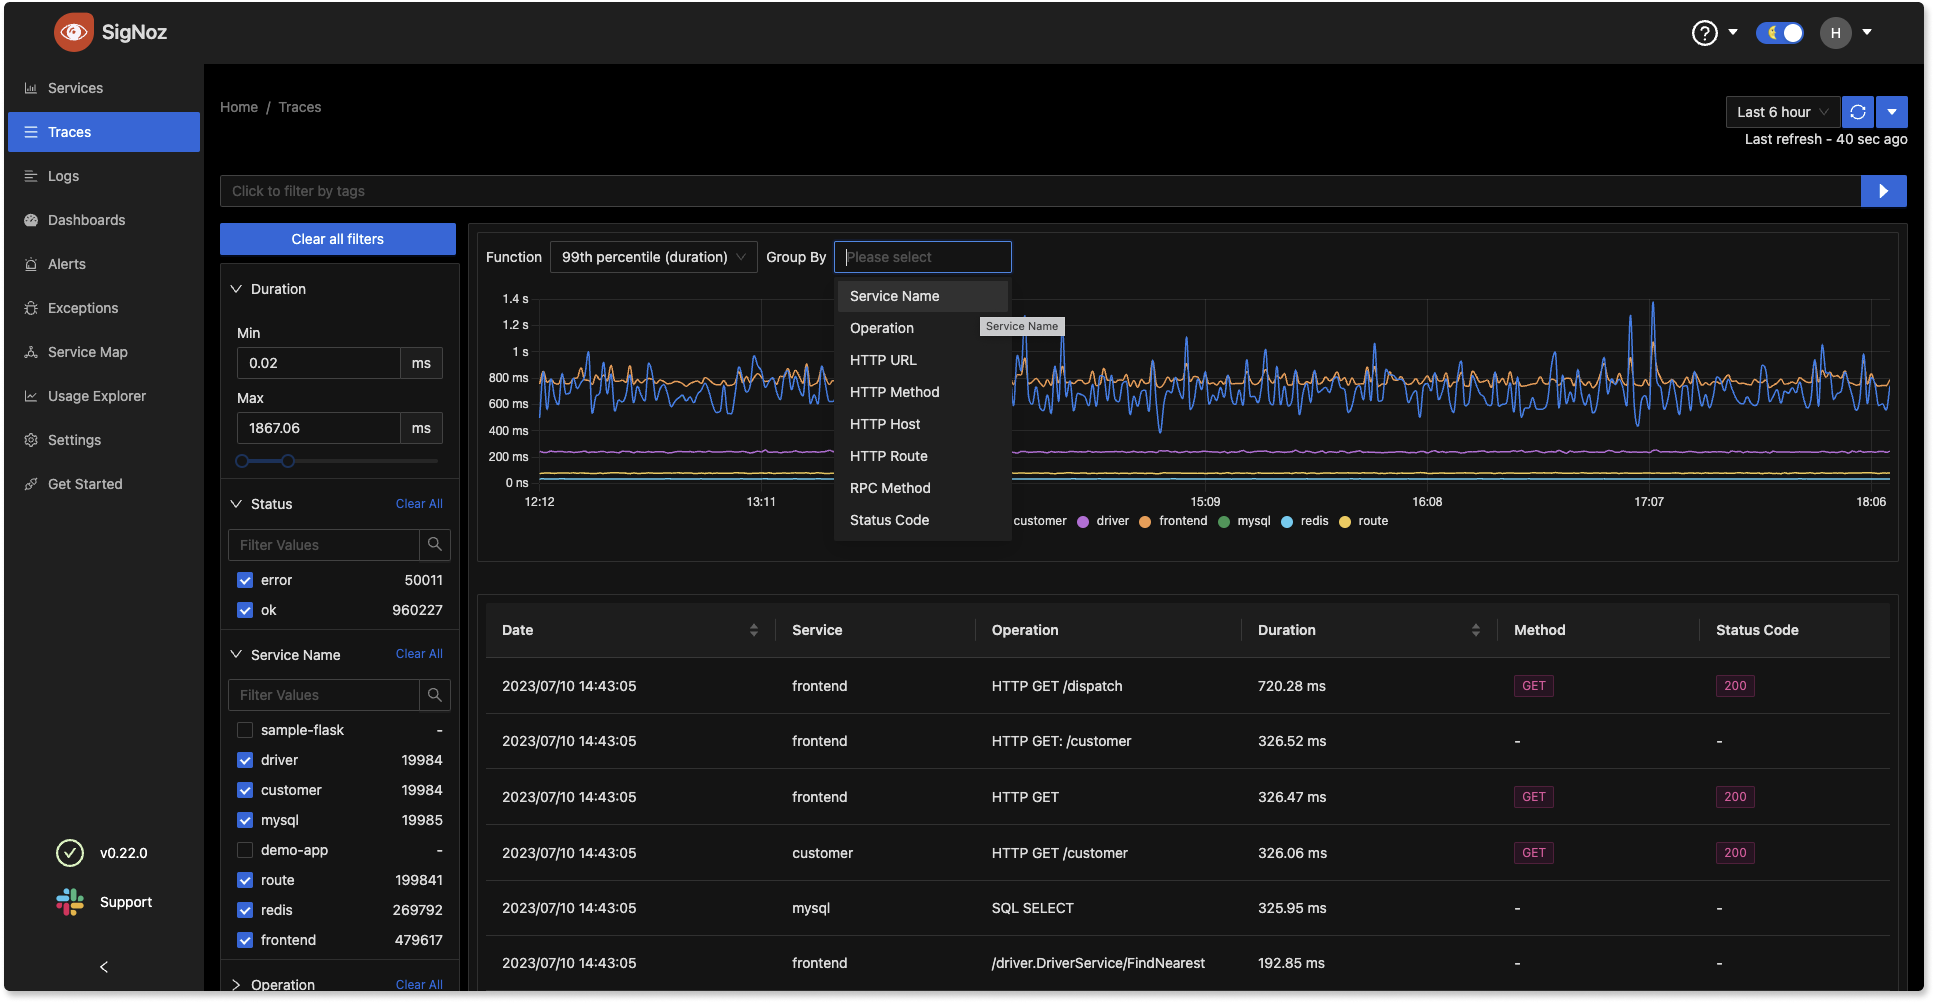 SigNoz
H
Services
Traces
Logs
Dashboards
Alerts
Exceptions
Service Map
Usage Explorer
Settings
Get Started
v0.22.0
Support
Home / Traces
Last 6 hour
Last refresh - 40 sec ago
Click to filter by tags
Clear all filters
Duration
Min
0.02 ms
Max
1867.06 ms
Status Clear All
Filter Values
error 50011
ok 960227
Service Name Clear All
Filter Values
sample-flask -
driver 19984
customer 19984
mysql 19985
demo-app -
route 199841
redis 269792
frontend 479617
Operation Clear All
Function 99th percentile (duration) Group By Please select
Service Name
Operation
HTTP URL
HTTP Method
HTTP Host
HTTP Route
RPC Method
Status Code
Service Name
1.4 s
1.2 s
1 s
800 ms
600 ms
400 ms
200 ms
0 ns
12:12 13:11 15:09 16:08 17:07 18:06
customer driver frontend mysql redis route
Date Service Operation Duration Method Status Code
2023/07/10 14:43:05 frontend HTTP GET /dispatch 720.28 ms GET 200
2023/07/10 14:43:05 frontend HTTP GET: /customer 326.52 ms - -
2023/07/10 14:43:05 frontend HTTP GET 326.47 ms GET 200
2023/07/10 14:43:05 customer HTTP GET /customer 326.06 ms GET 200
2023/07/10 14:43:05 mysql SQL SELECT 325.95 ms - -
2023/07/10 14:43:05 frontend /driver.DriverService/FindNearest 192.85 ms - -